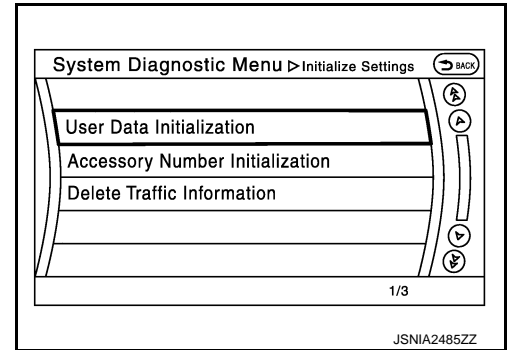 System Diagnostic Menu ▷ Initialize Settings BACK
User Data Initialization
Accessory Number Initialization
Delete Traffic Information
1/3
JSNIA2485ZZ